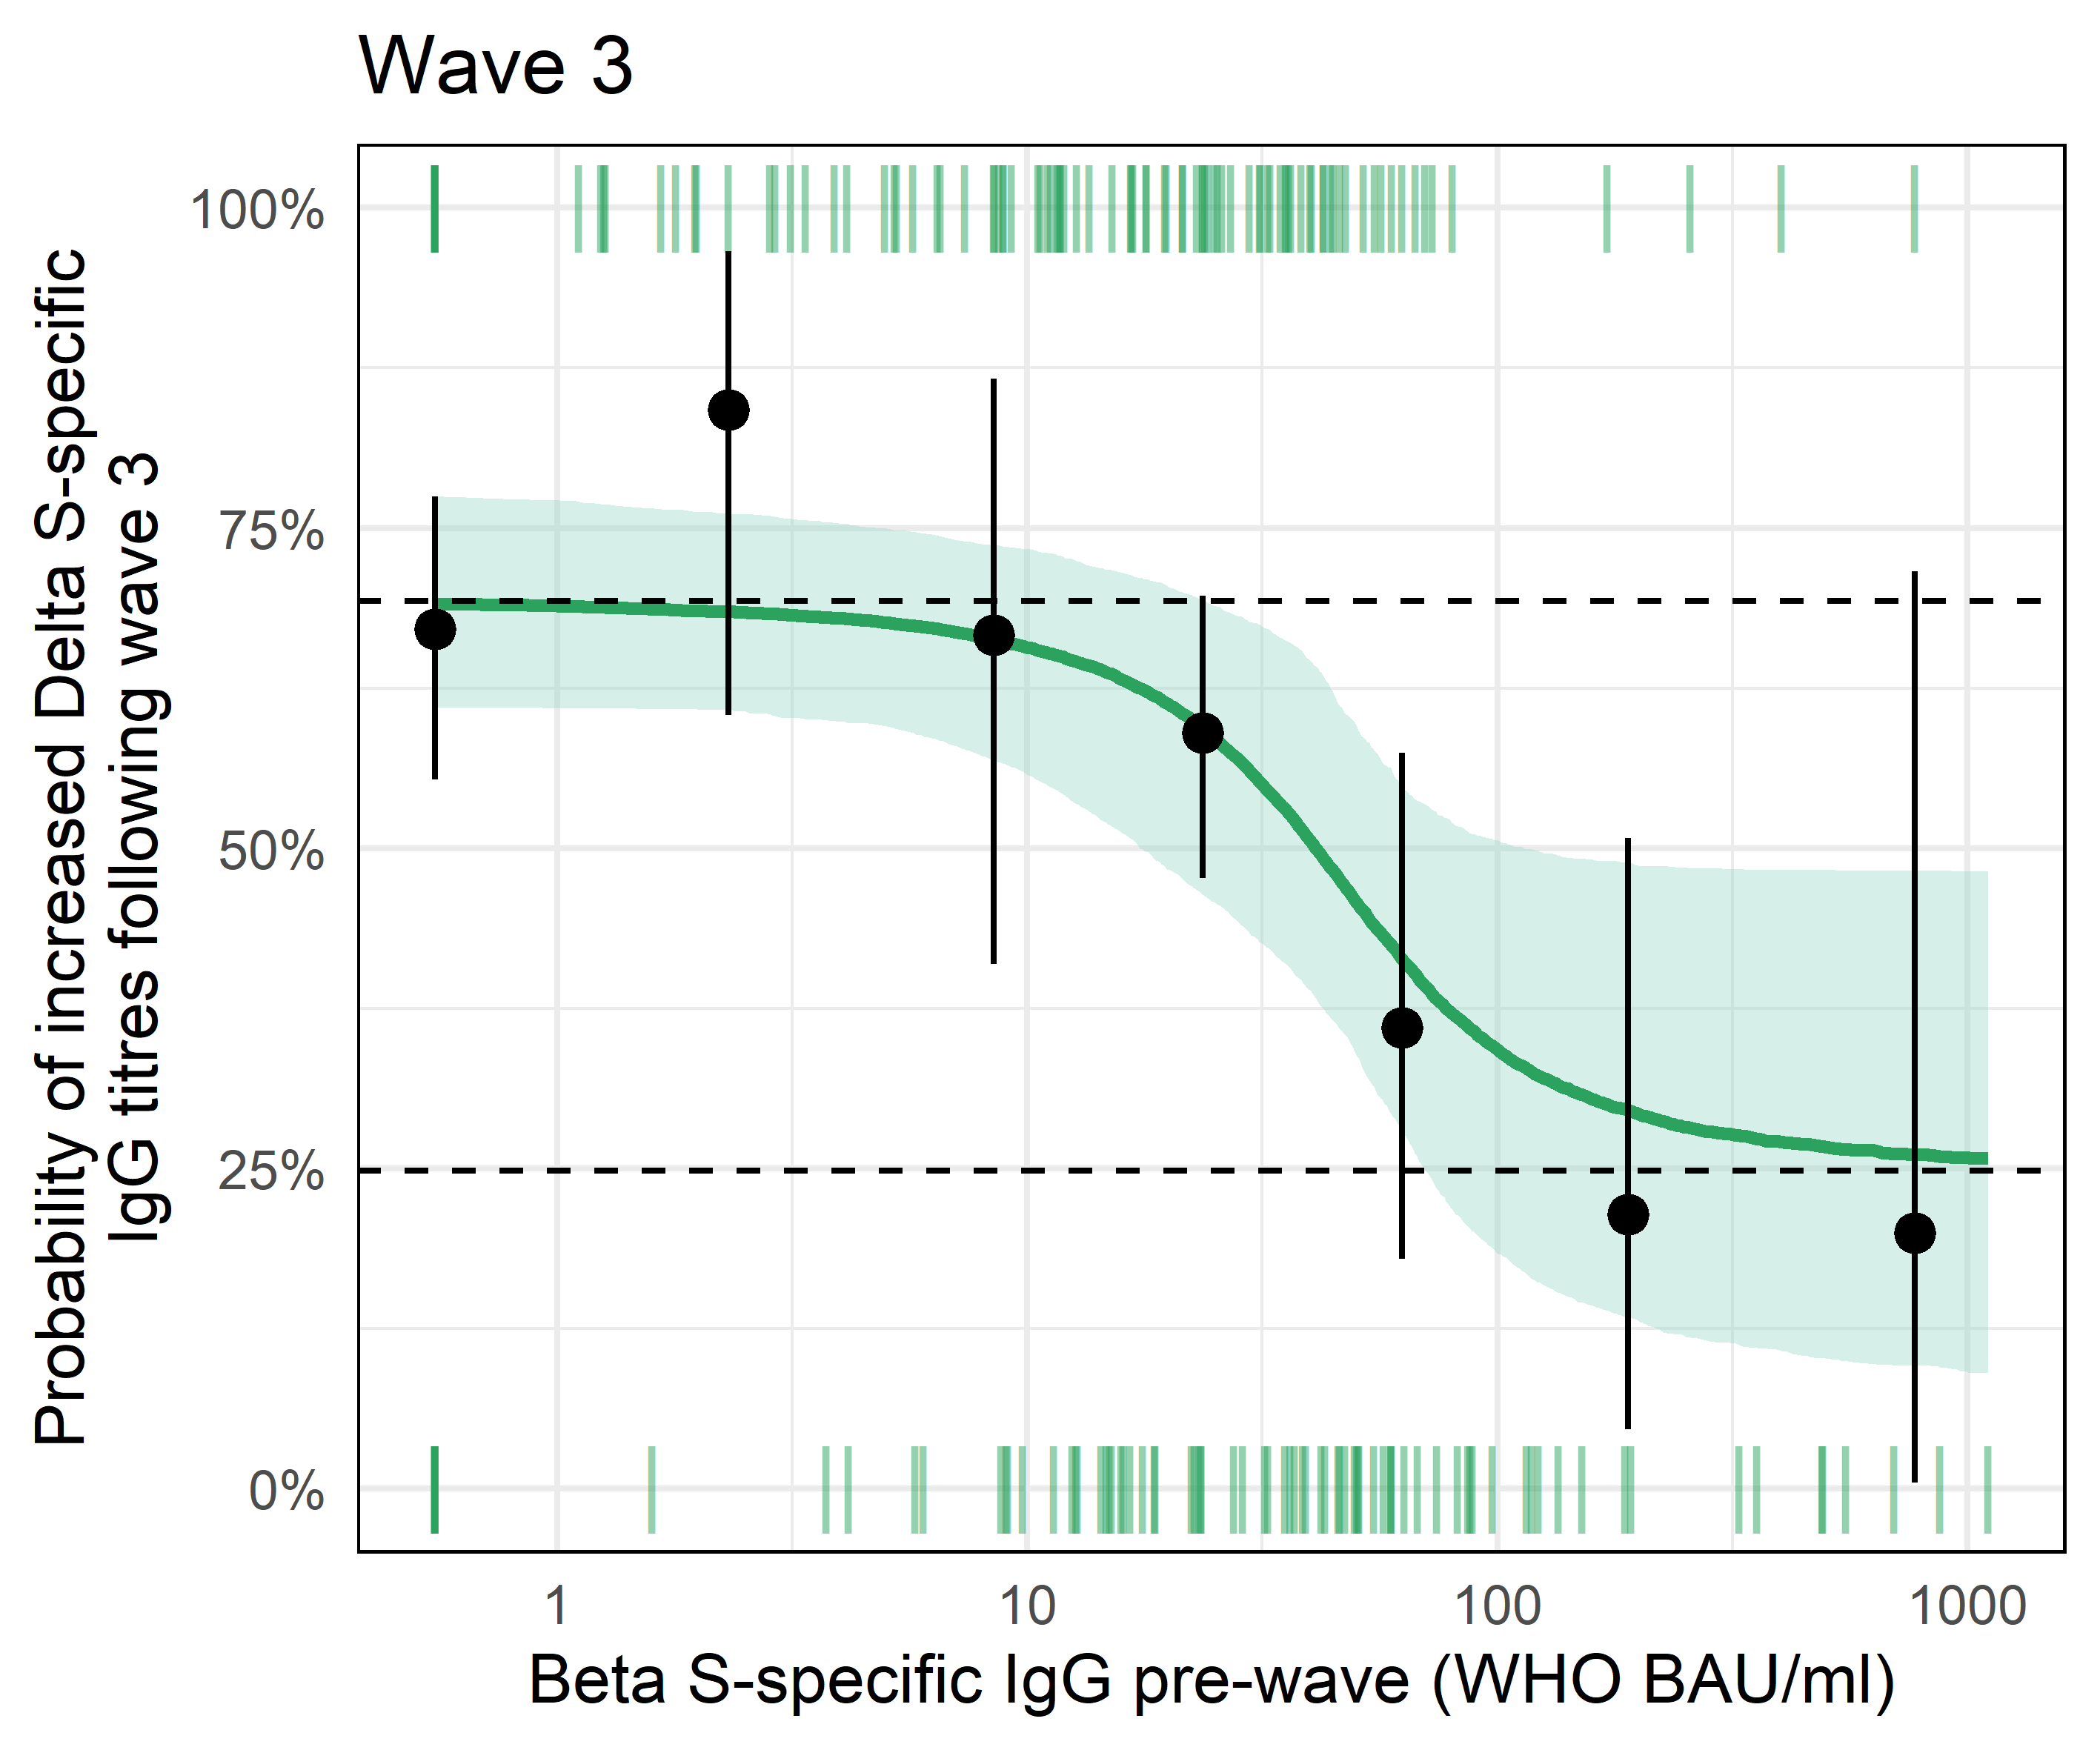 Wave 3
Probability of increased Delta S-specific
IgG titres following wave 3
100%
75%
50%
25%
0%
1
10
100
1000
Beta S-specific IgG pre-wave (WHO BAU/ml)